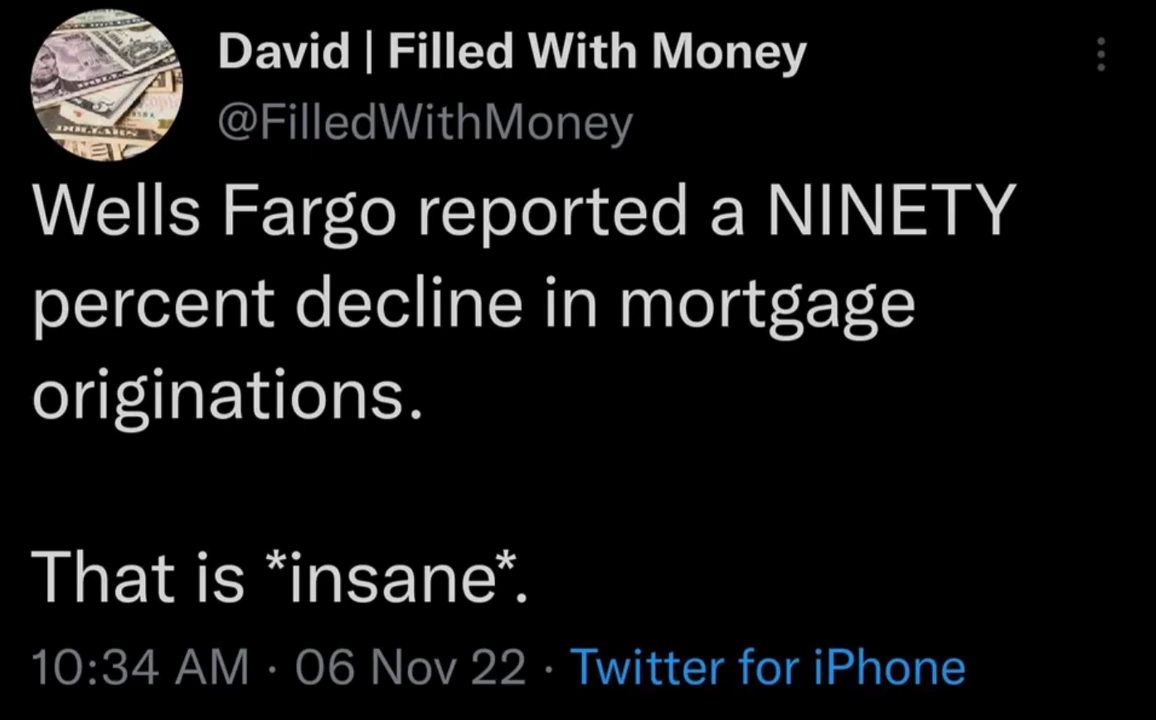 David | Filled With Money
@FilledWithMoney
Wells Fargo reported a NINETY
percent decline in mortgage
originations.
That is *insane*.
10:34 AM · 06 Nov 22 · Twitter for iPhone